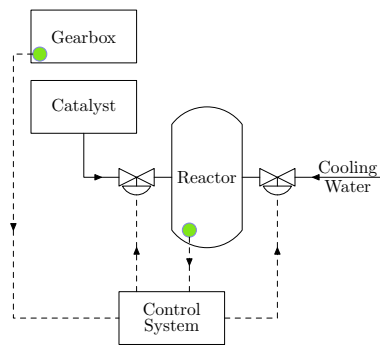 Gearbox
Catalyst
Reactor
Cooling
Water
Control
System